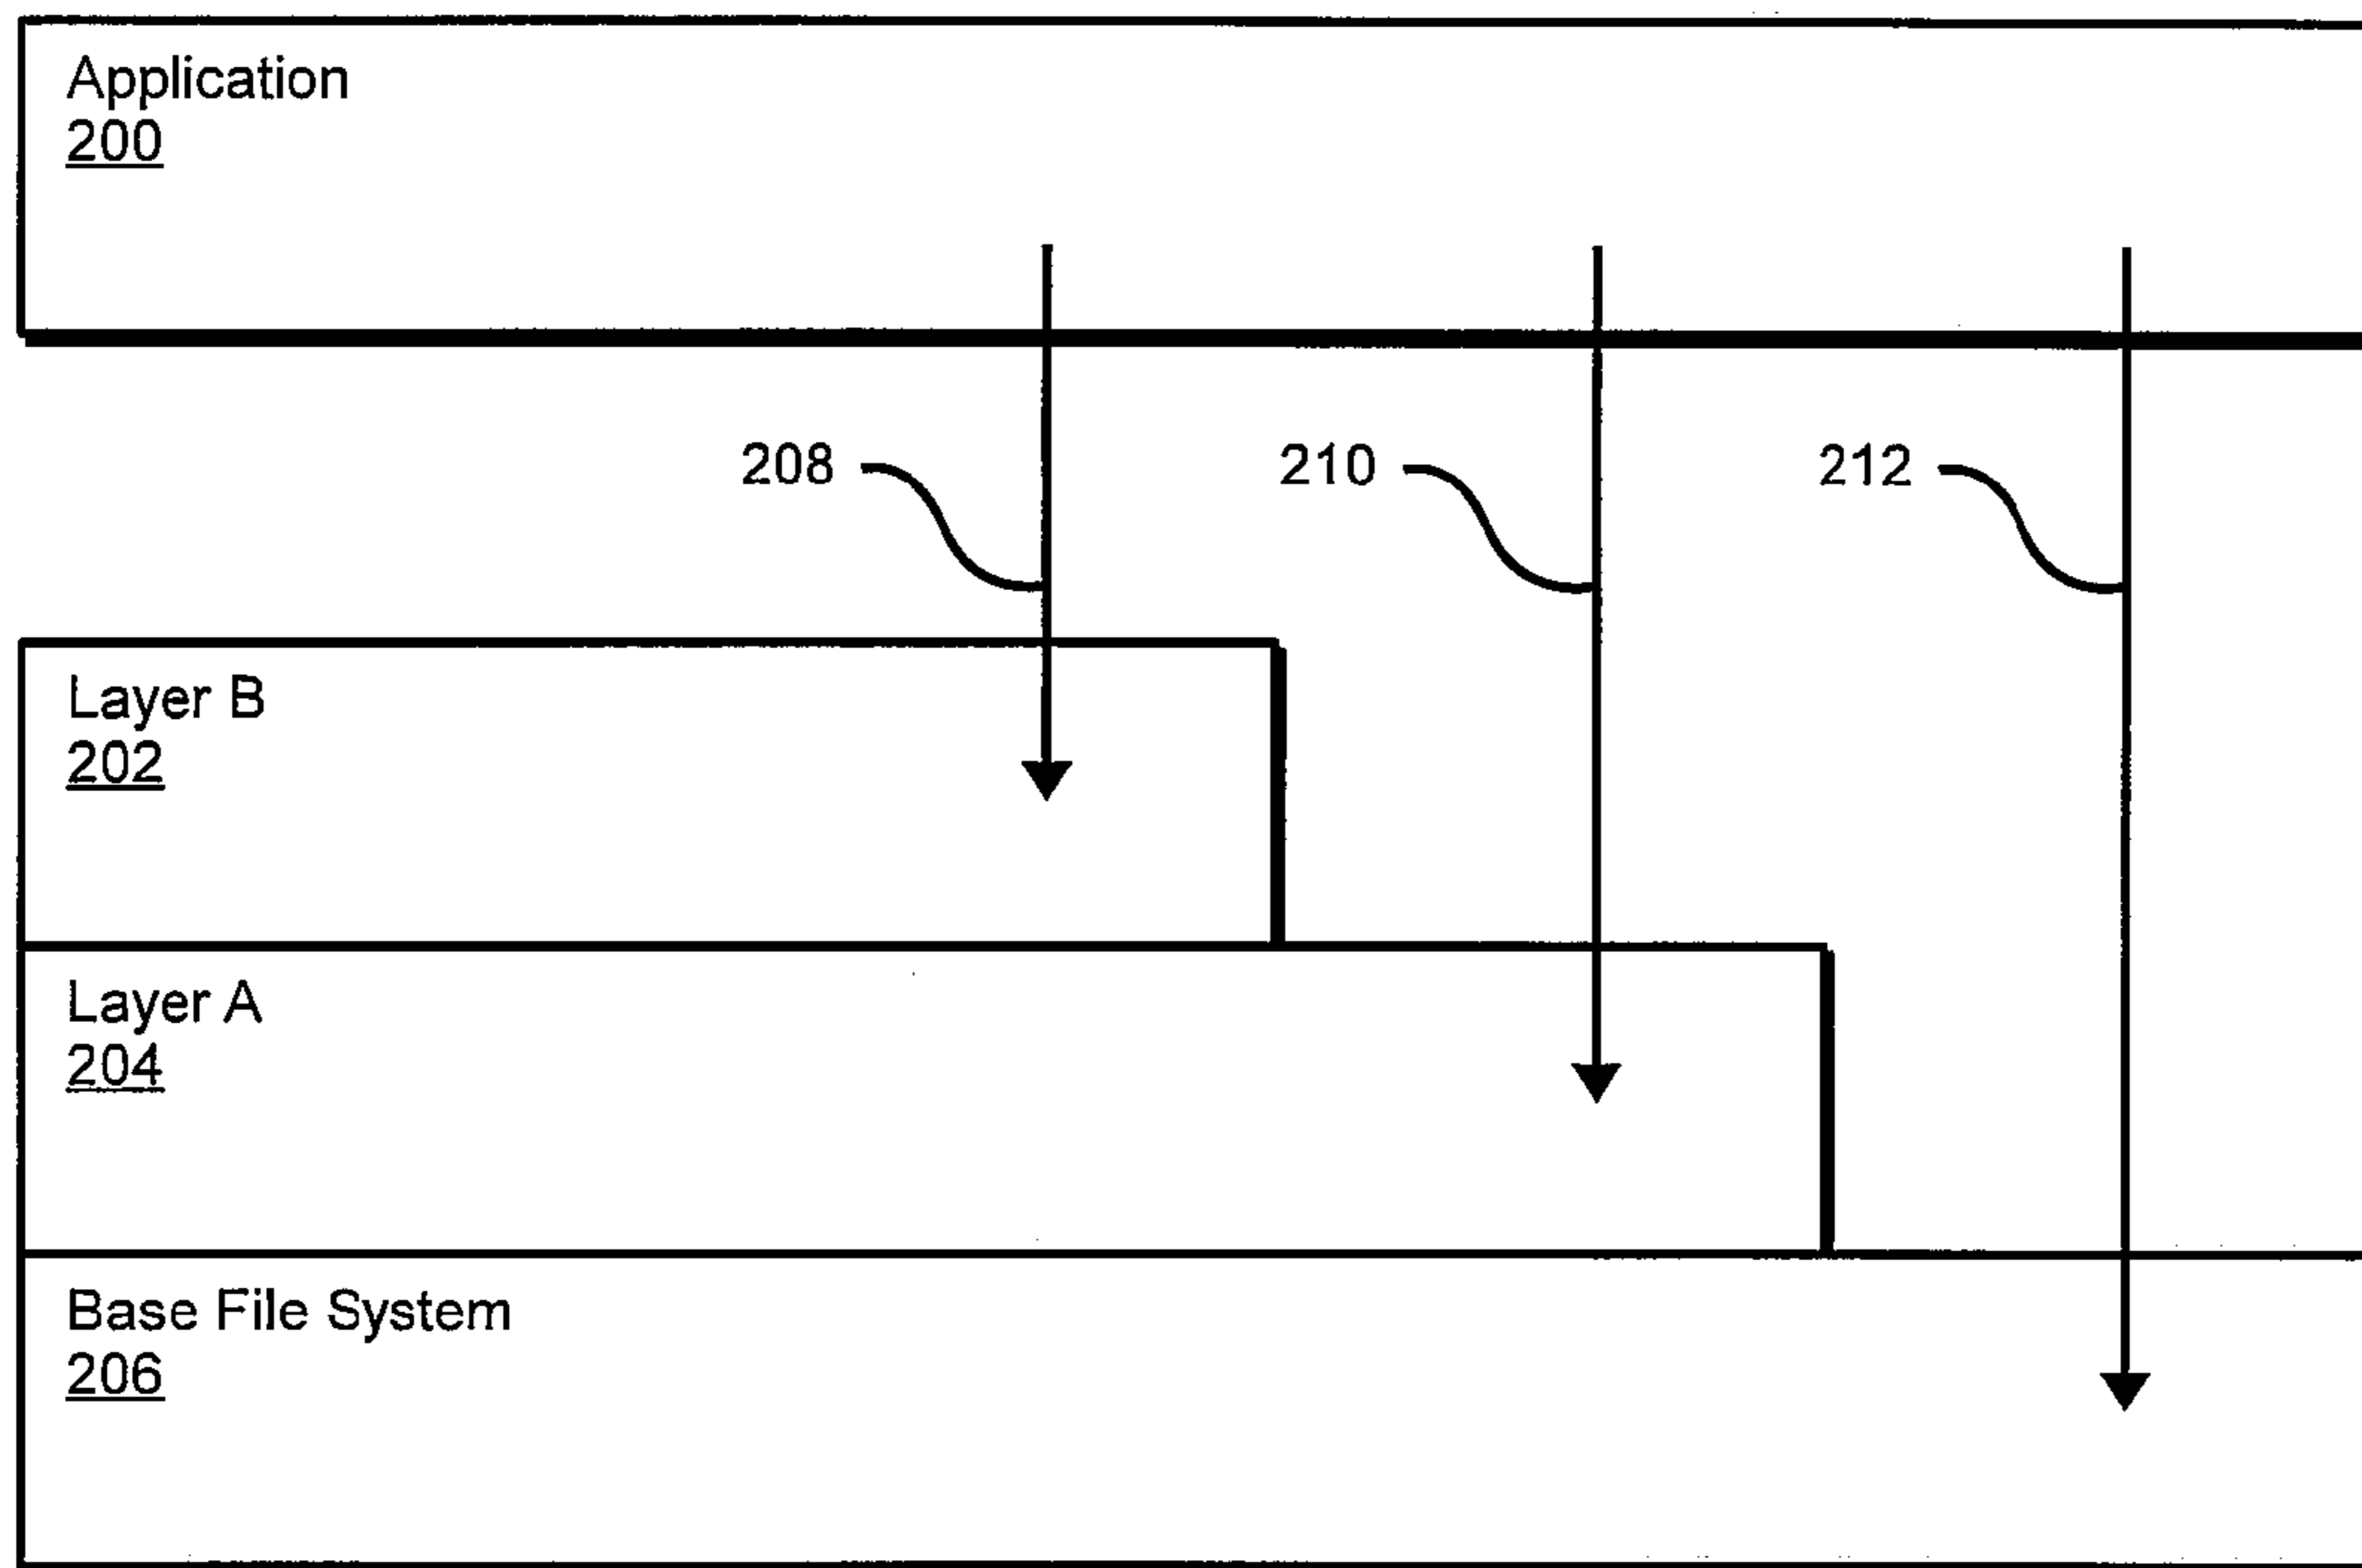 Application
200
208
210
212
Layer B
202
Layer A
204
Base File System
206